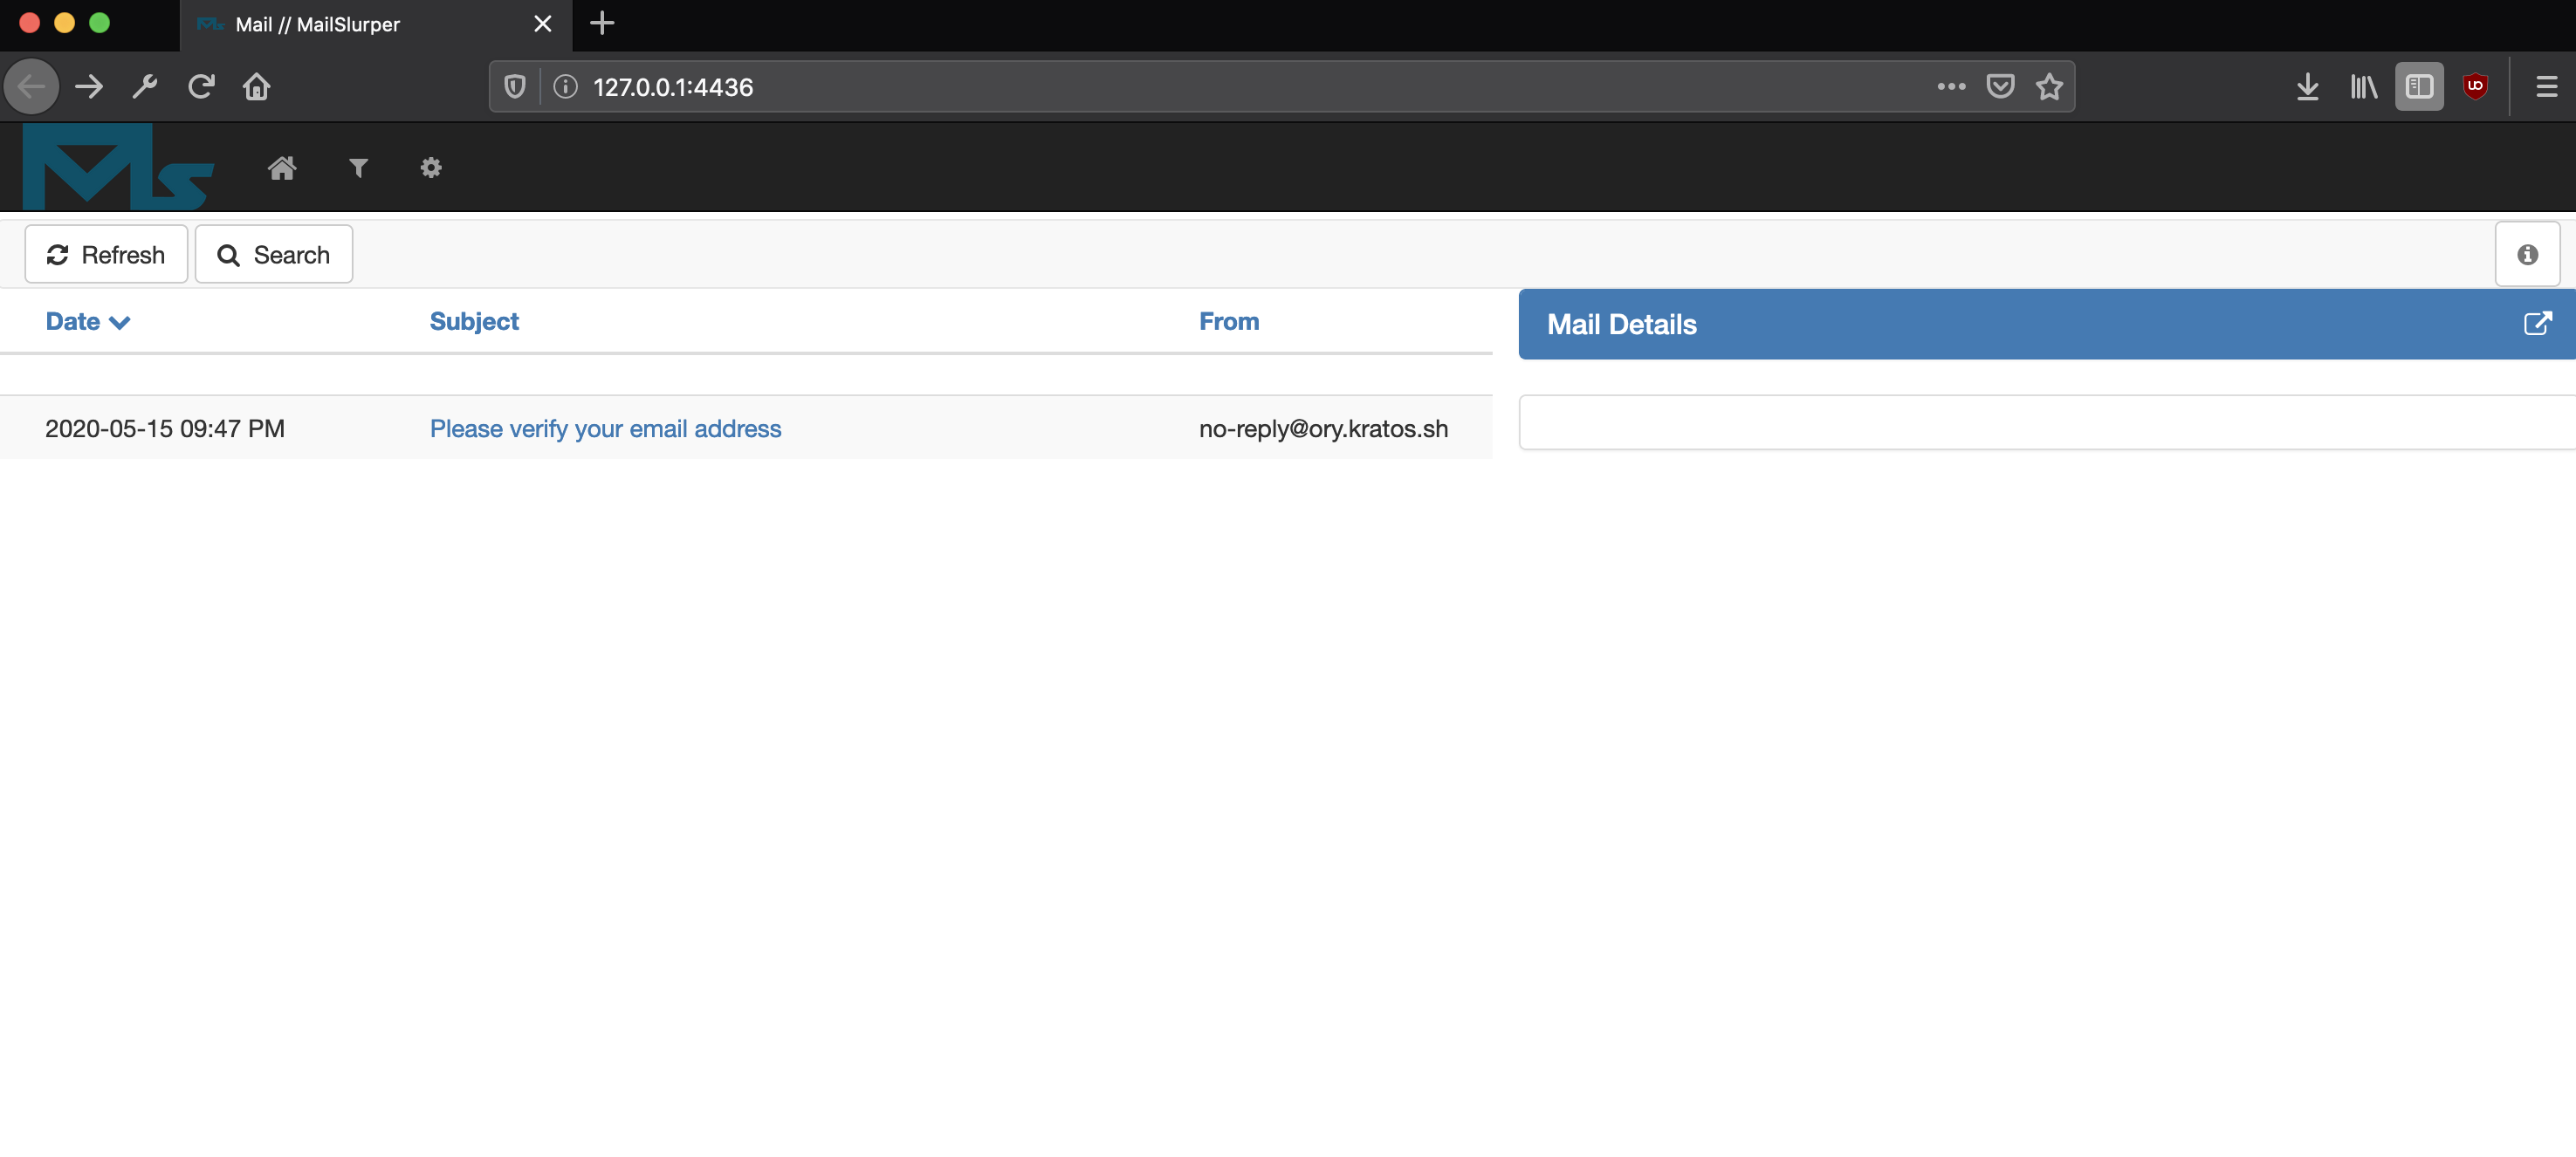 Mail // MailSlurper
127.0.0.1:4436
Ms
Refresh Search
Date Subject From
Mail Details
2020-05-15 09:47 PM Please verify your email address no-reply@ory.kratos.sh